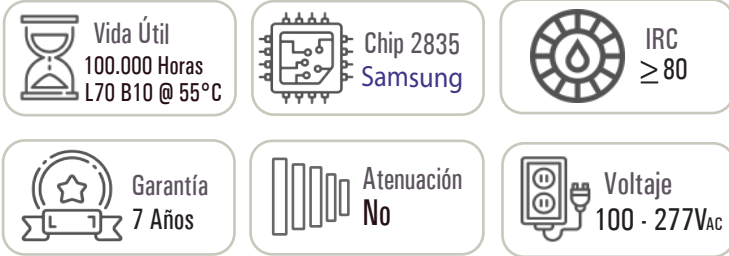 Vida Útil
100.000 Horas
L70 B10 @ 55°C
Chip 2835
Samsung
IRC
≥ 80
Garantía
7 Años
Atenuación
No
Voltaje
100 - 277VAC